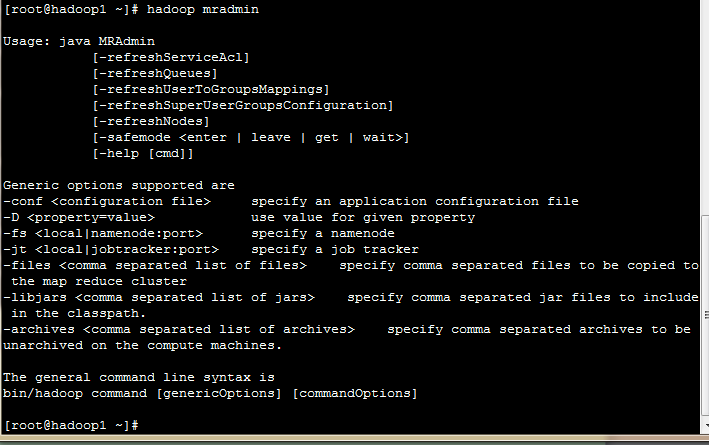 [root@hadoop1 ~]# hadoop mradmin
Usage: java MRAdmin
[-refreshServiceAcl]
[-refreshQueues]
[-refreshUserToGroupsMappings]
[-refreshSuperUserGroupsConfiguration]
[-refreshNodes]
[-safemode <enter | leave | get | wait>]
[-help [cmd]]
Generic options supported are
-conf <configuration file>     specify an application configuration file
-D <property=value>            use value for given property
-fs <local|namenode:port>      specify a namenode
-jt <local|jobtracker:port>    specify a job tracker
-files <comma separated list of files>    specify comma separated files to be copied to
the map reduce cluster
-libjars <comma separated list of jars>    specify comma separated jar files to include
in the classpath.
-archives <comma separated list of archives>    specify comma separated archives to be
unarchived on the compute machines.
The general command line syntax is
bin/hadoop command [genericOptions] [commandOptions]
[root@hadoop1 ~]#